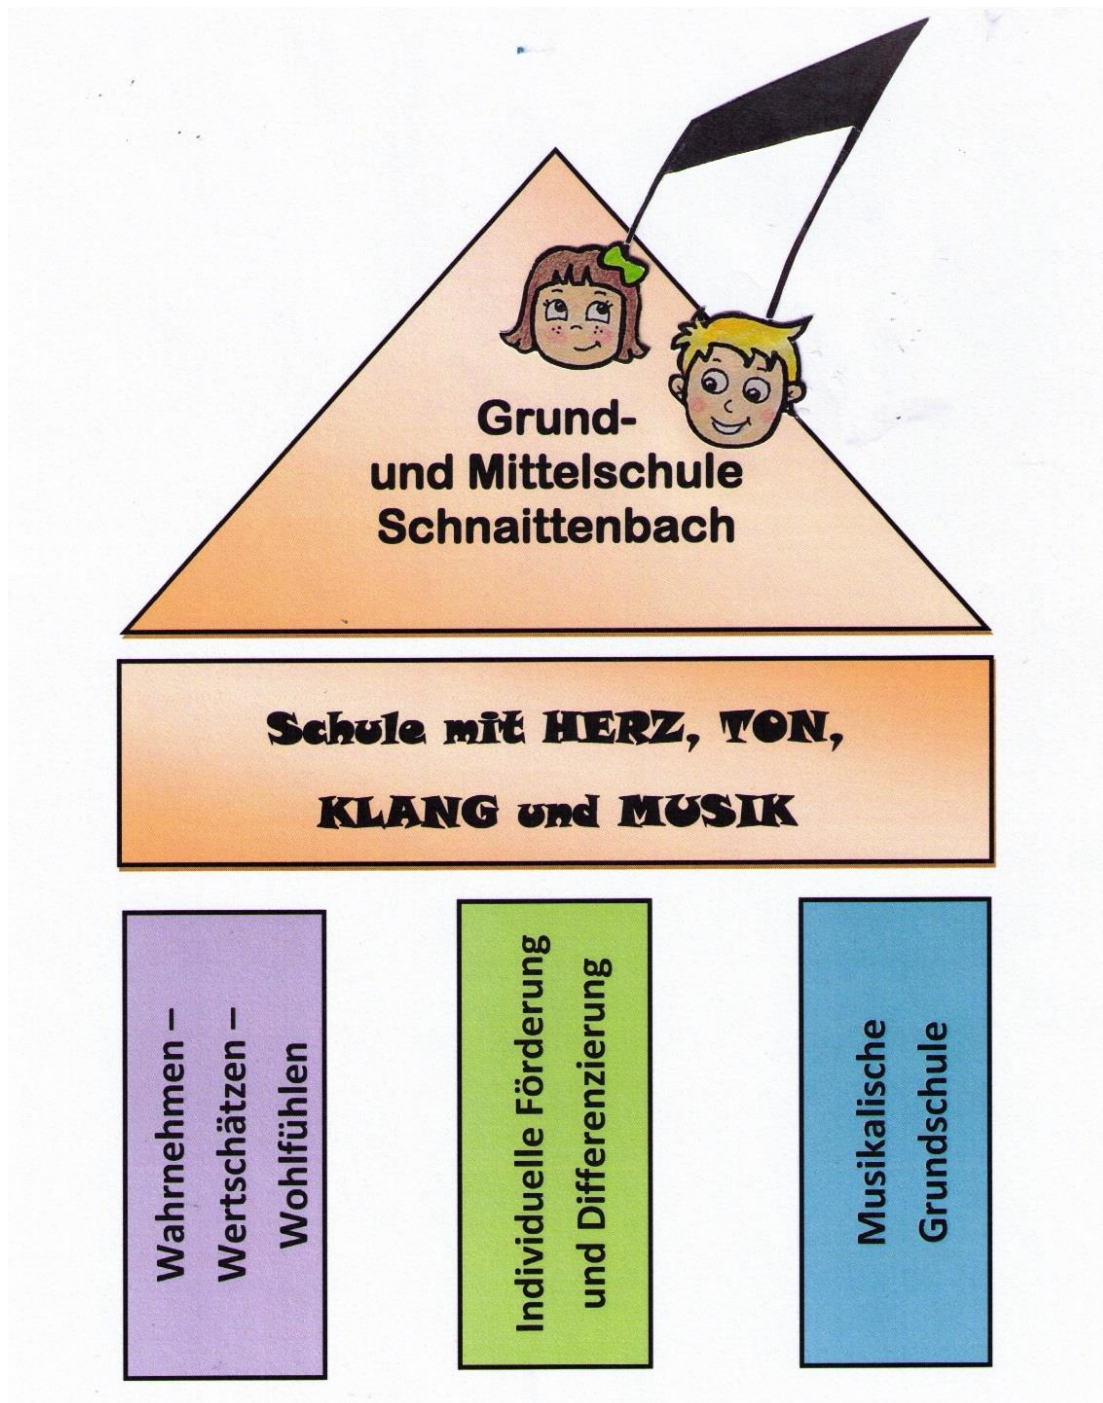 Grund-
und Mittelschule
Schnaittenbach
Schule mit HERZ, TON,
KLANG und MUSIK
Wahrnehmen –
Wertschätzen –
Wohlfühlen
Individuelle Förderung
und Differenzierung
Musikalische
Grundschule